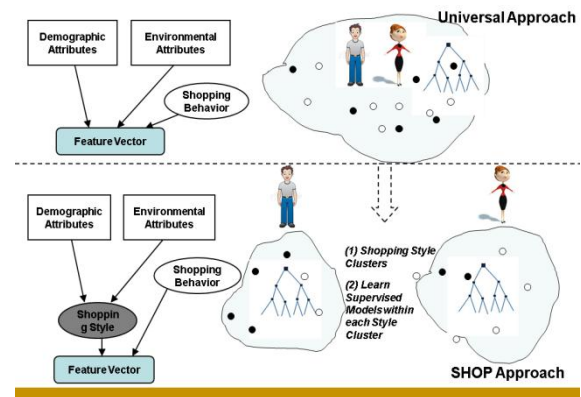 Universal Approach
Demographic
Attributes
Environmental
Attributes
Shopping
Behavior
Feature Vector
Demographic
Attributes
Environmental
Attributes
Shopping
Behavior
Shoppin
g Style
Feature Vector
(1) Shopping Style
Clusters
(2) Learn
Supervised
Models within
each Style
Cluster
SHOP Approach